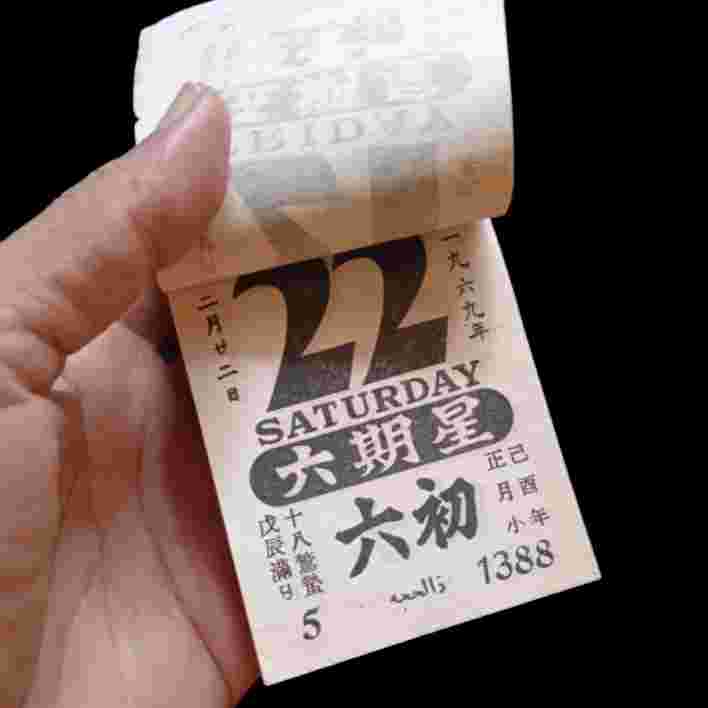 一九六九年
22
二月廿二日
SATURDAY
六期星
六初
己酉年
正月小
十八驚蟄
戊辰滿日
5
ذالحجه
1388